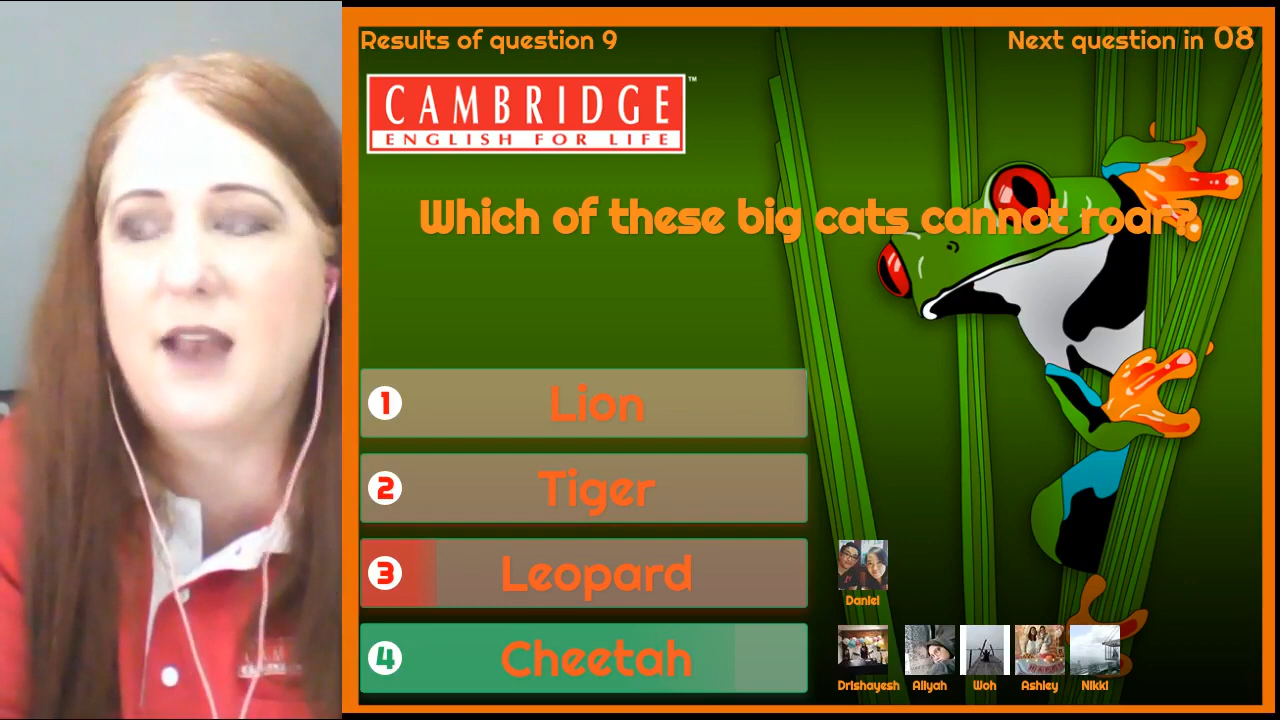 Results of question 9
Next question in 08
CAMBRIDGE™
ENGLISH FOR LIFE
Which of these big cats cannot roar?
1 Lion
2 Tiger
3 Leopard
4 Cheetah
Daniel
Drishayesh
Aliyah
Woh
Ashley
Nikki